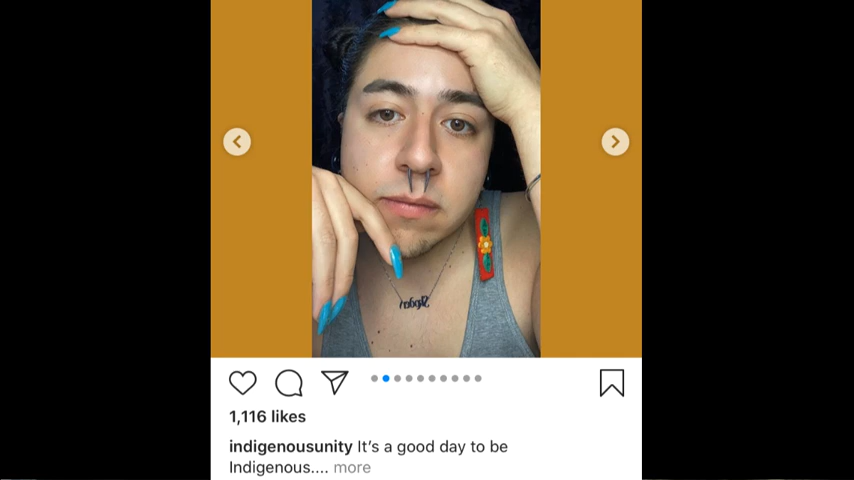 1,116 likes
indigenousunity It’s a good day to be
Indigenous.... more